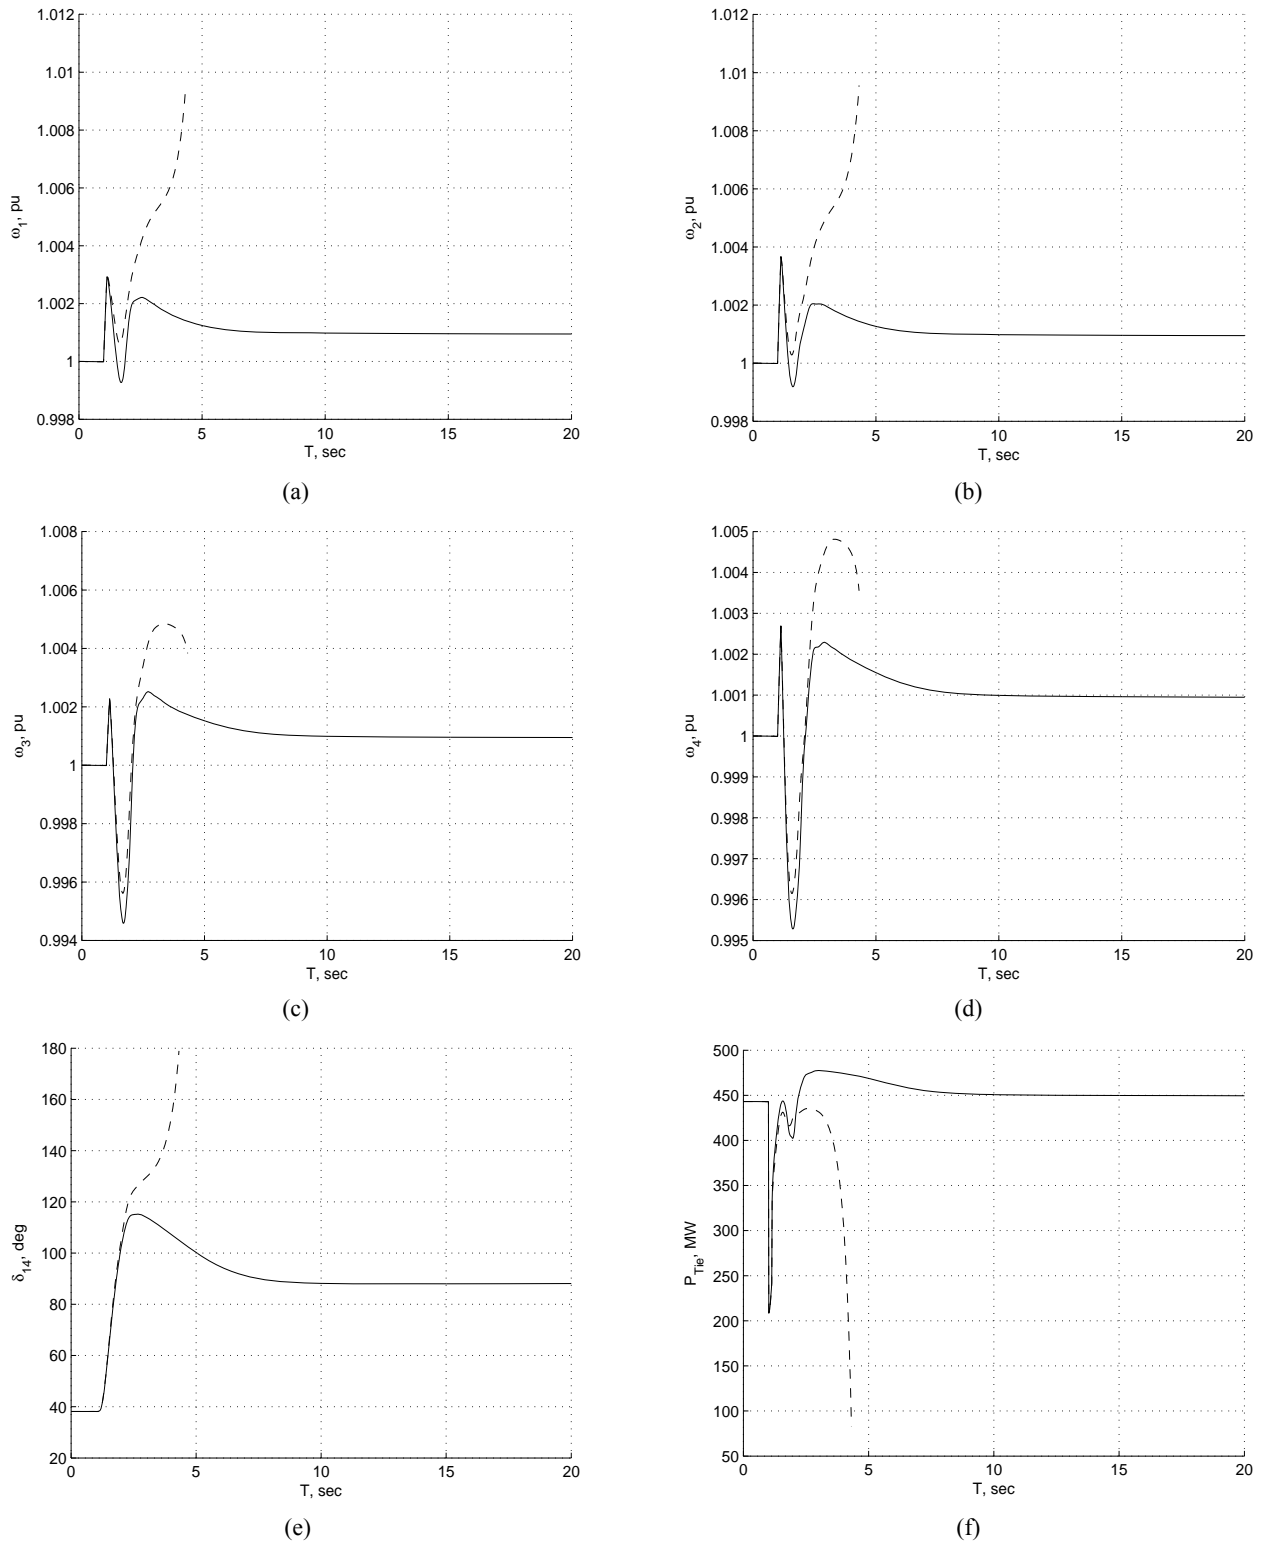 1.012
1.01
1.008
1.006
1.004
1.002
1
0.998
ω1, pu
0 5 10 15 20
T, sec
(a)
1.012
1.01
1.008
1.006
1.004
1.002
1
0.998
ω2, pu
0 5 10 15 20
T, sec
(b)
1.008
1.006
1.004
1.002
1
0.998
0.996
0.994
ω3, pu
0 5 10 15 20
T, sec
(c)
1.005
1.004
1.003
1.002
1.001
1
0.999
0.998
0.997
0.996
0.995
ω4, pu
0 5 10 15 20
T, sec
(d)
180
160
140
120
100
80
60
40
20
δ14, deg
0 5 10 15 20
T, sec
(e)
500
450
400
350
300
250
200
150
100
50
PTie, MW
0 5 10 15 20
T, sec
(f)